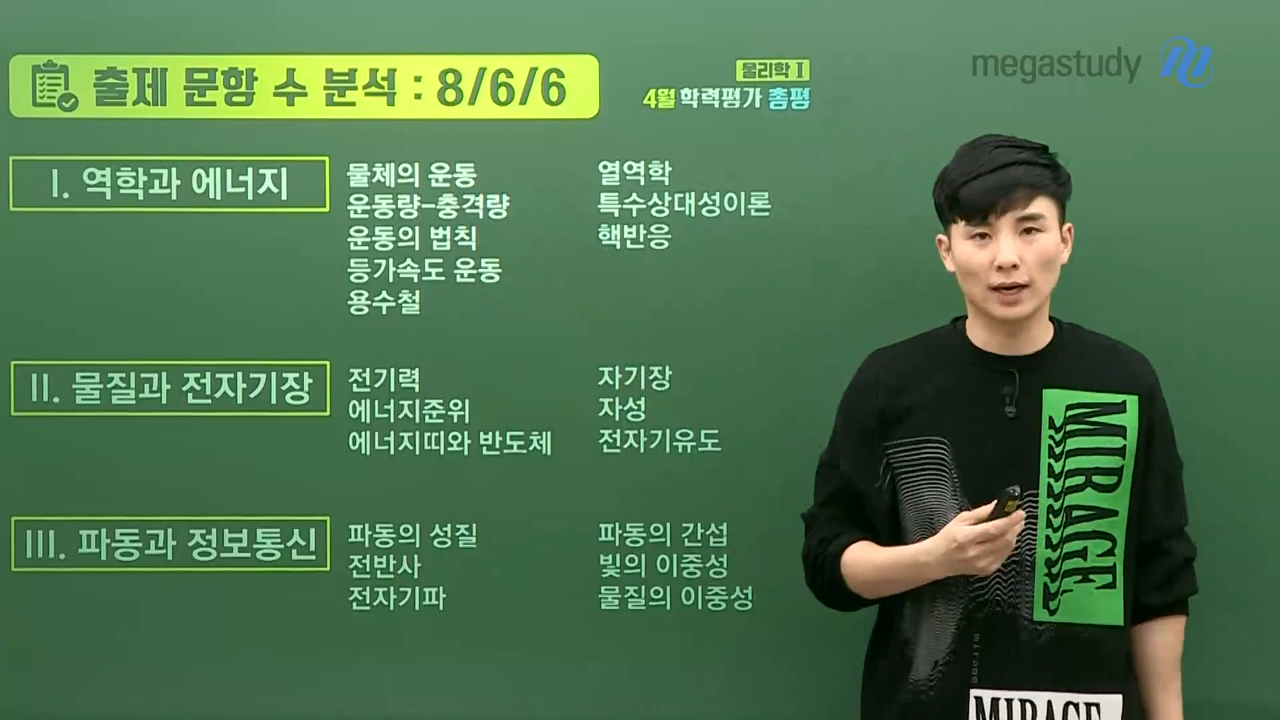 출제 문항 수 분석 : 8/6/6
물리학 I
4월 학력평가 총평
megastudy
I. 역학과 에너지
물체의 운동
운동량-충격량
운동의 법칙
등가속도 운동
용수철
열역학
특수상대성이론
핵반응
II. 물질과 전자기장
전기력
에너지준위
에너지띠와 반도체
자기장
자성
전자기유도
III. 파동과 정보통신
파동의 성질
전반사
전자기파
파동의 간섭
빛의 이중성
물질의 이중성
MIRAGE
MIRAGE